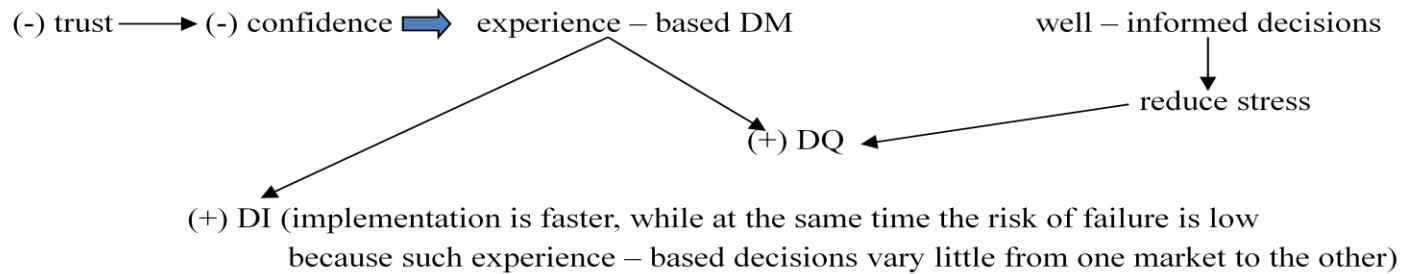 (-) trust (-) confidence experience – based DM well – informed decisions
reduce stress
(+) DQ
(+) DI (implementation is faster, while at the same time the risk of failure is low
because such experience – based decisions vary little from one market to the other)